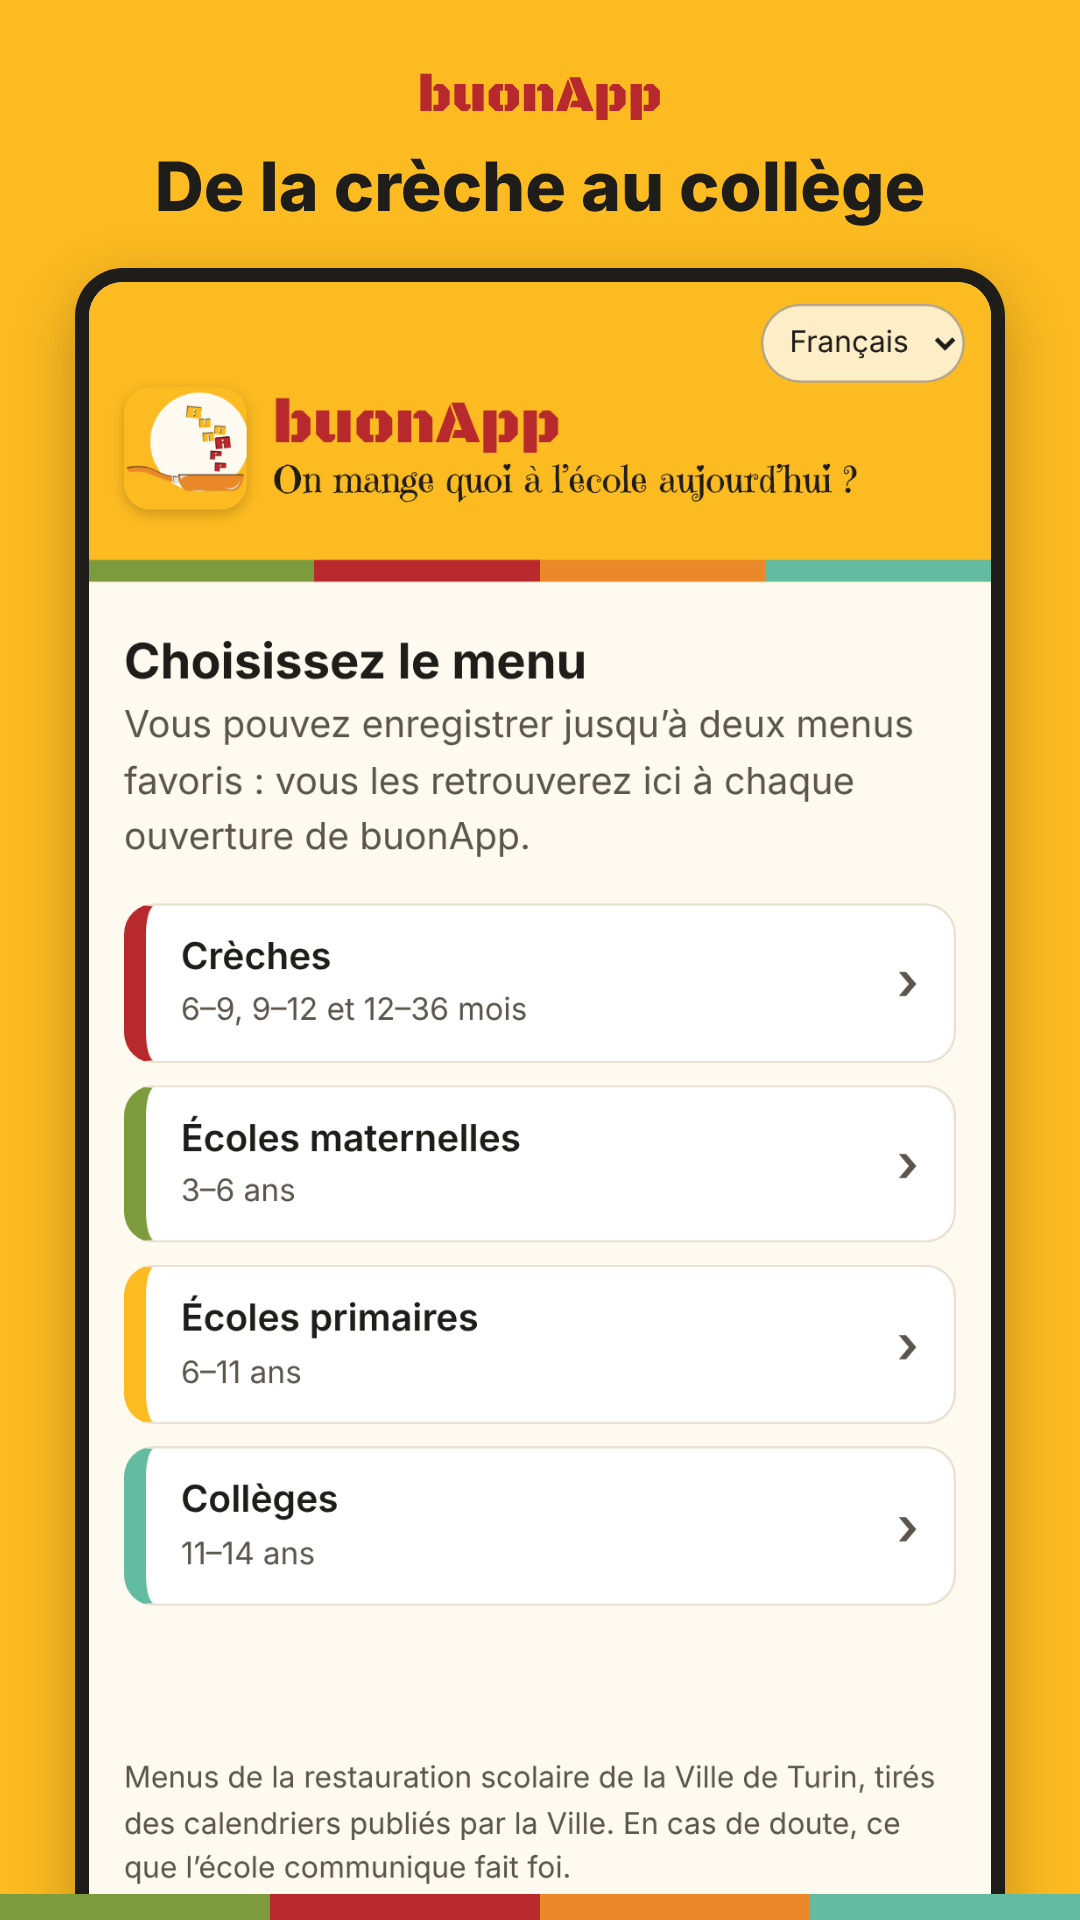 buonApp
De la crèche au collège
Français
buonApp
On mange quoi à l’école aujourd’hui ?
Choisissez le menu
Vous pouvez enregistrer jusqu’à deux menus
favoris : vous les retrouverez ici à chaque
ouverture de buonApp.
Crèches
6–9, 9–12 et 12–36 mois
Écoles maternelles
3–6 ans
Écoles primaires
6–11 ans
Collèges
11–14 ans
Menus de la restauration scolaire de la Ville de Turin, tirés
des calendriers publiés par la Ville. En cas de doute, ce
que l’école communique fait foi.